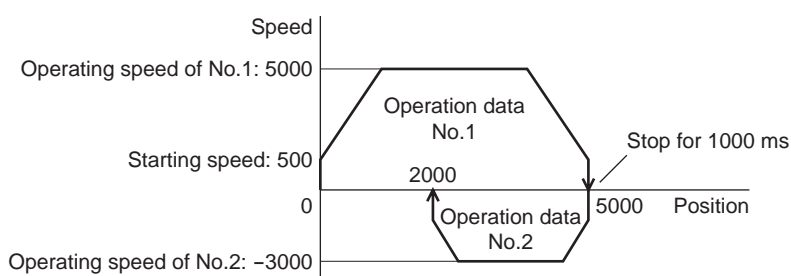 Speed
Operating speed of No.1: 5000
Operation data
No.1
Stop for 1000 ms
Starting speed: 500
2000
0
5000
Position
Operation data
No.2
Operating speed of No.2: −3000